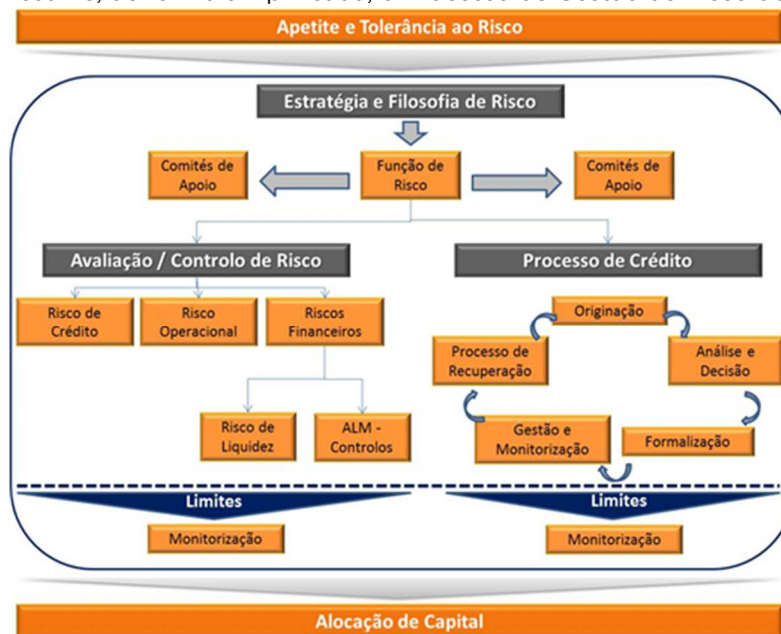 Apetite e Tolerância ao Risco
Estratégia e Filosofia de Risco
Comités de
Apoio
Função de
Risco
Comités de
Apoio
Avaliação / Controlo de Risco
Risco de
Crédito
Risco
Operacional
Riscos
Financeiros
Risco de
Liquidez
ALM -
Controlos
Limites
Monitorização
Processo de Crédito
Originação
Análise e
Decisão
Formalização
Gestão e
Monitorização
Processo de
Recuperação
Limites
Monitorização
Alocação de Capital